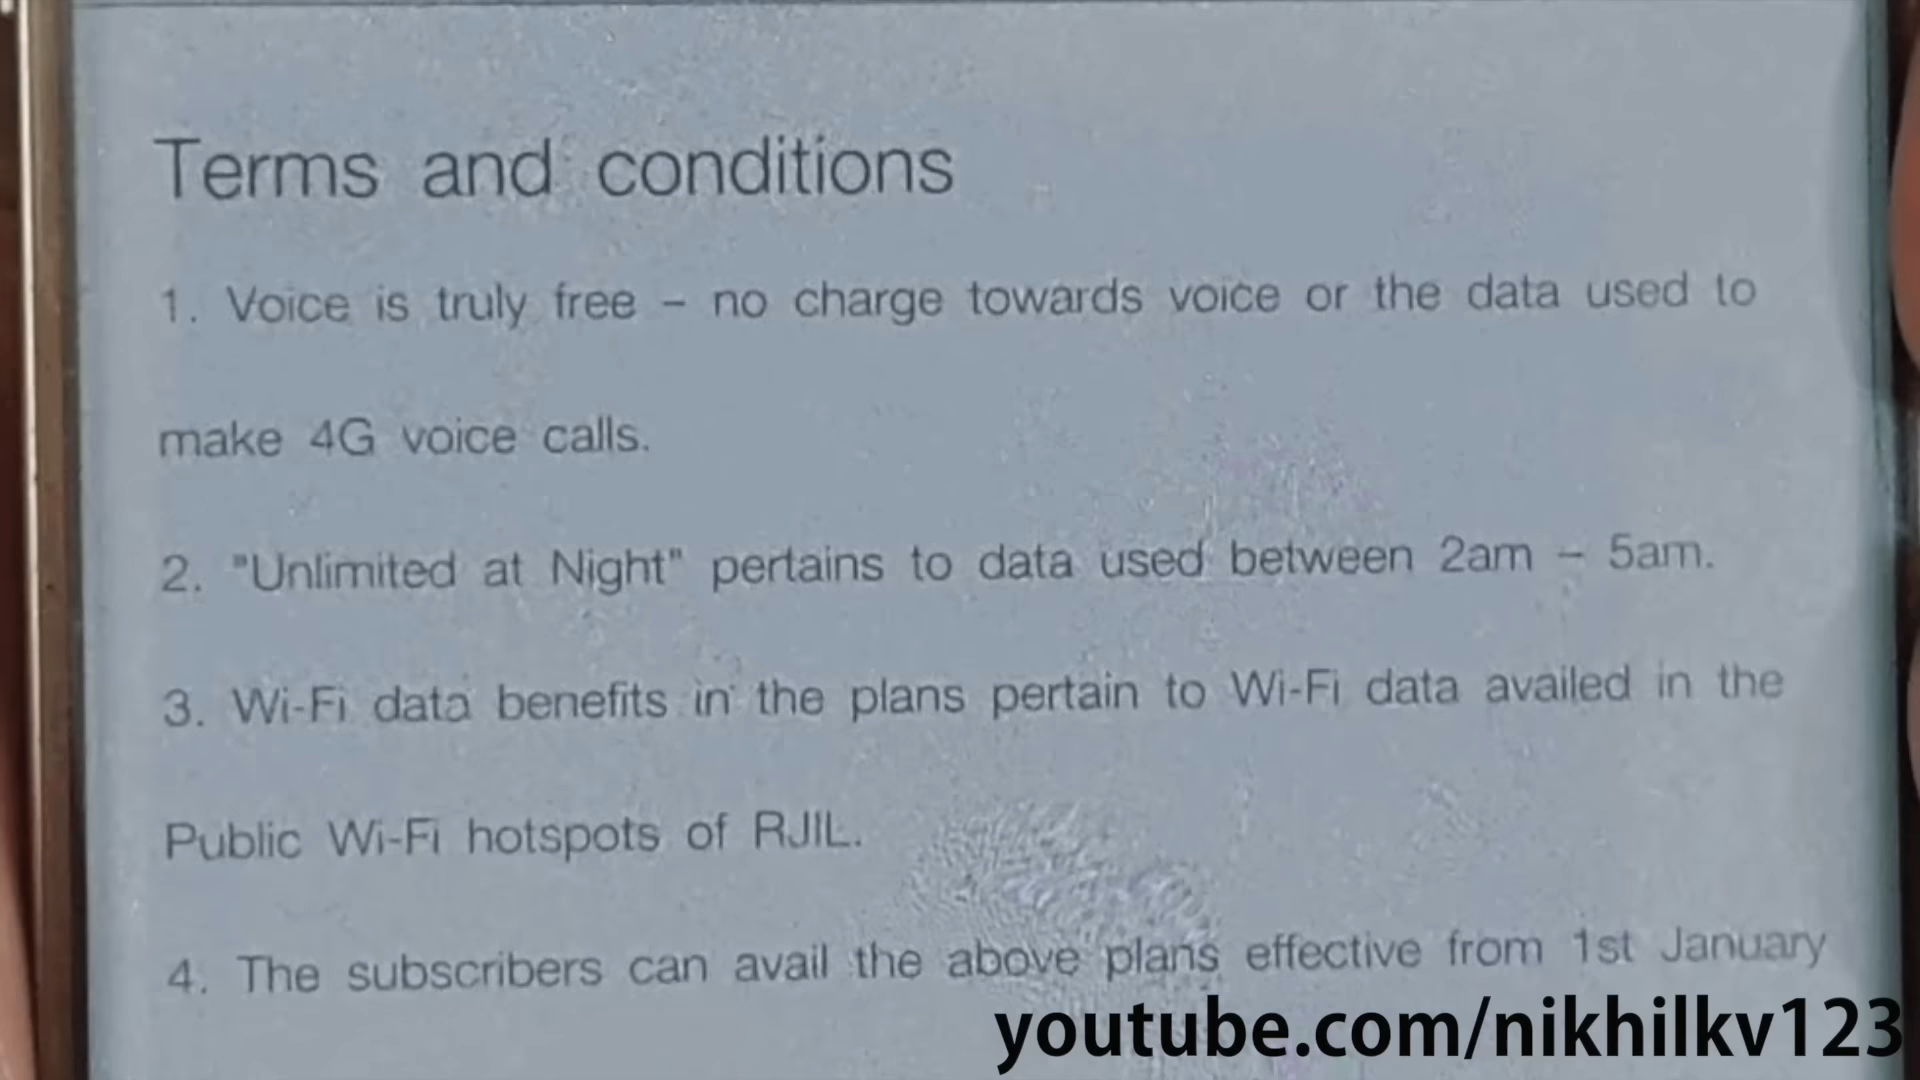 Terms and conditions
1. Voice is truly free – no charge towards voice or the data used to
make 4G voice calls.
2. "Unlimited at Night" pertains to data used between 2am – 5am.
3. Wi-Fi data benefits in the plans pertain to Wi-Fi data availed in the
Public Wi-Fi hotspots of RJIL.
4. The subscribers can avail the above plans effective from 1st January
youtube.com/nikhilkv123